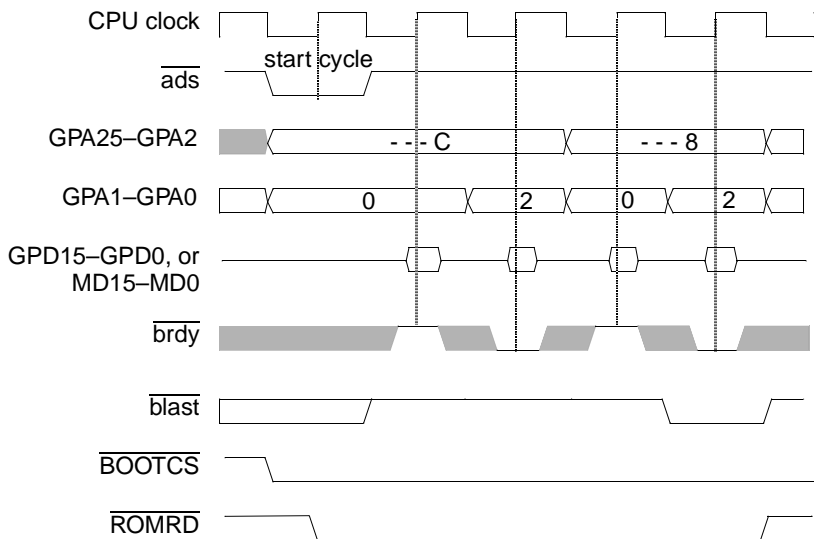 CPU clock
start cycle
ads
GPA25–GPA2
- - - C
- - - 8
GPA1–GPA0
0
2
0
2
GPD15–GPD0, or
MD15–MD0
brdy
blast
BOOTCS
ROMRD